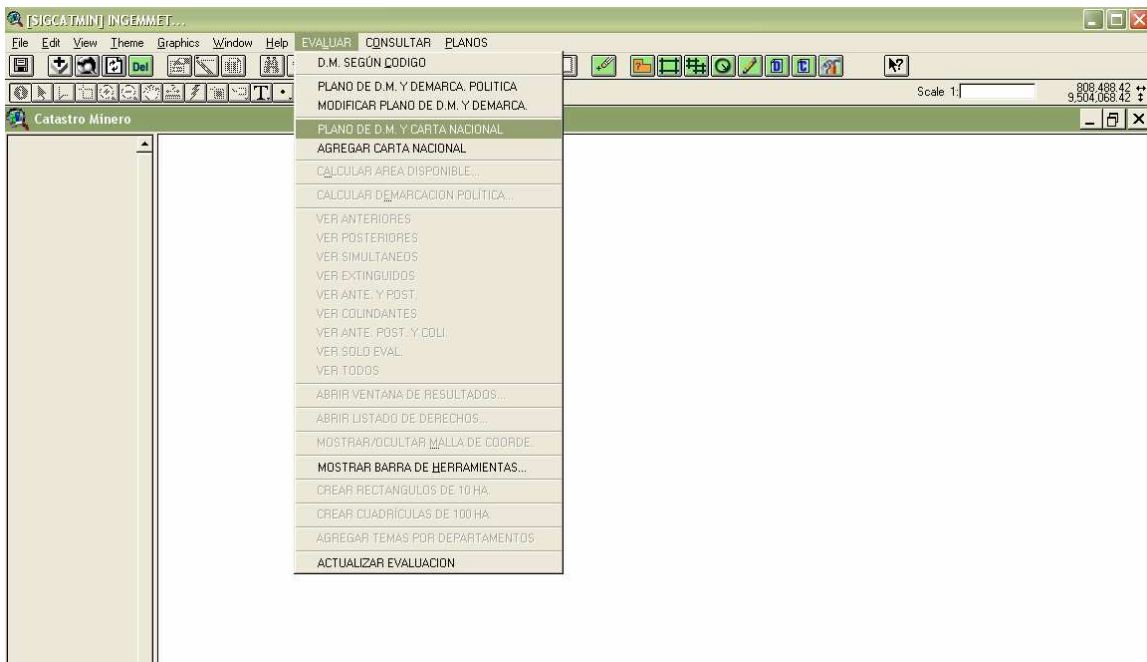 [SIGCATMIN] INGEMMET...
File Edit View Theme Graphics Window Help EVALUAR CONSULTAR PLANOS
Del
D C
T
Scale 1:
808,488.42
9,504,068.42
Catastro Minero
D.M. SEGÚN CODIGO
PLANO DE D.M. Y DEMARCA. POLITICA
MODIFICAR PLANO DE D.M. Y DEMARCA.
PLANO DE D.M. Y CARTA NACIONAL
AGREGAR CARTA NACIONAL
CALCULAR AREA DISPONIBLE...
CALCULAR DEMARCACION POLÍTICA...
VER ANTERIORES
VER POSTERIORES
VER SIMULTANEOS
VER EXTINGUIDOS
VER ANTE. Y POST.
VER COLINDANTES
VER ANTE. POST. Y COLI.
VER SOLO EVAL.
VER TODOS
ABRIR VENTANA DE RESULTADOS...
ABRIR LISTADO DE DERECHOS...
MOSTRAR/OCULTAR MALLA DE COORDE.
MOSTRAR BARRA DE HERRAMIENTAS...
CREAR RECTANGULOS DE 10 HA.
CREAR CUADRÍCULAS DE 100 HA.
AGREGAR TEMAS POR DEPARTAMENTOS
ACTUALIZAR EVALUACION